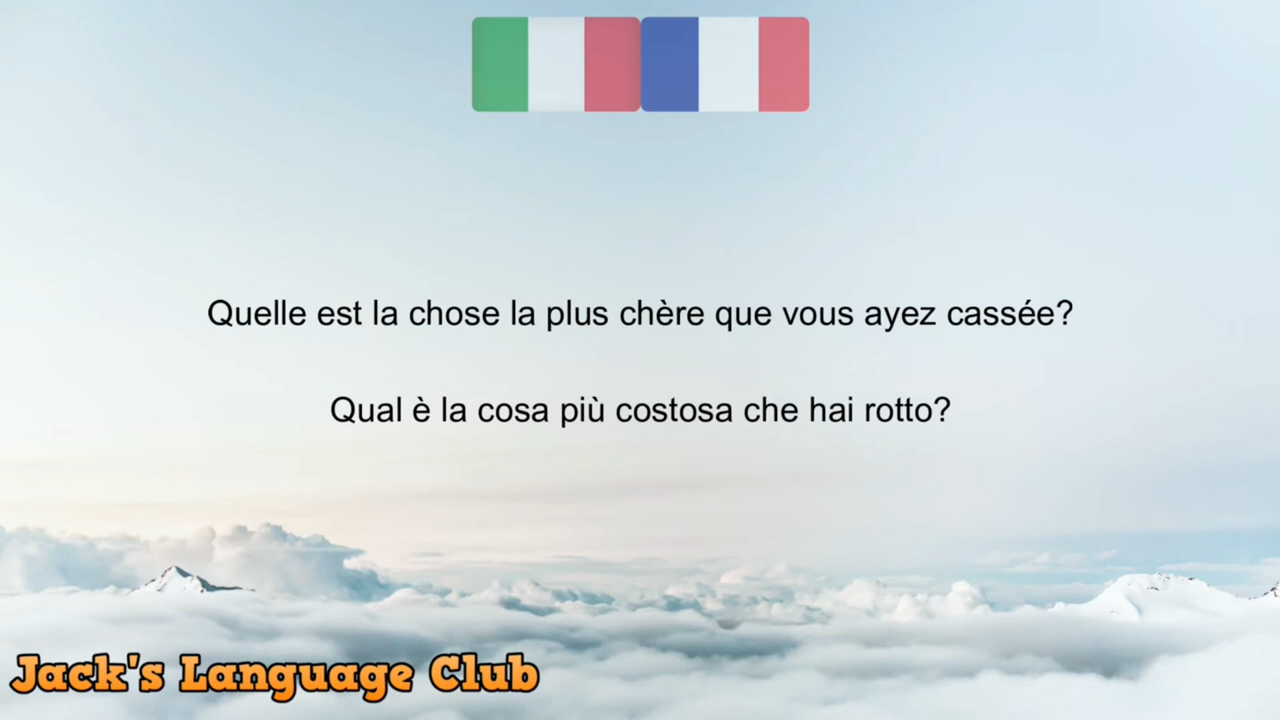 Quelle est la chose la plus chère que vous ayez cassée?
Qual è la cosa più costosa che hai rotto?
Jack's Language Club